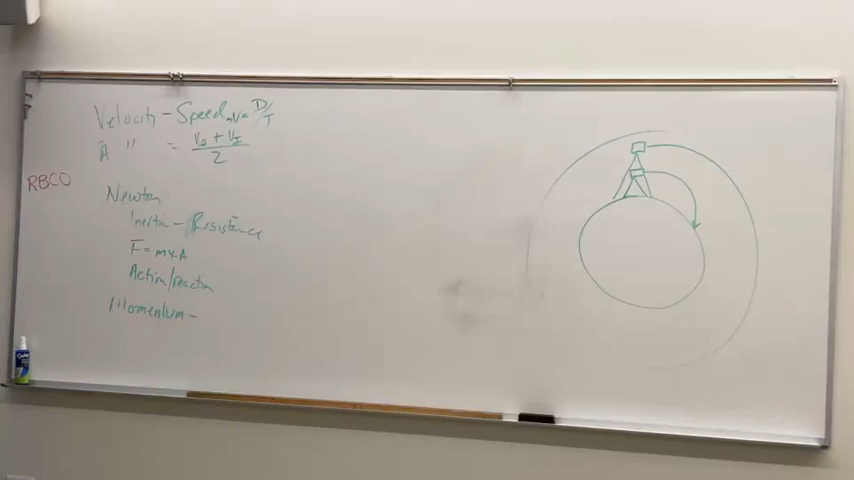 Velocity - Speed → V = D/T
Ā " = V₀ + V₁ / 2
RBCO
Newton
Inertia - Resistance
F = m x A
Action/reaction
Momentum -